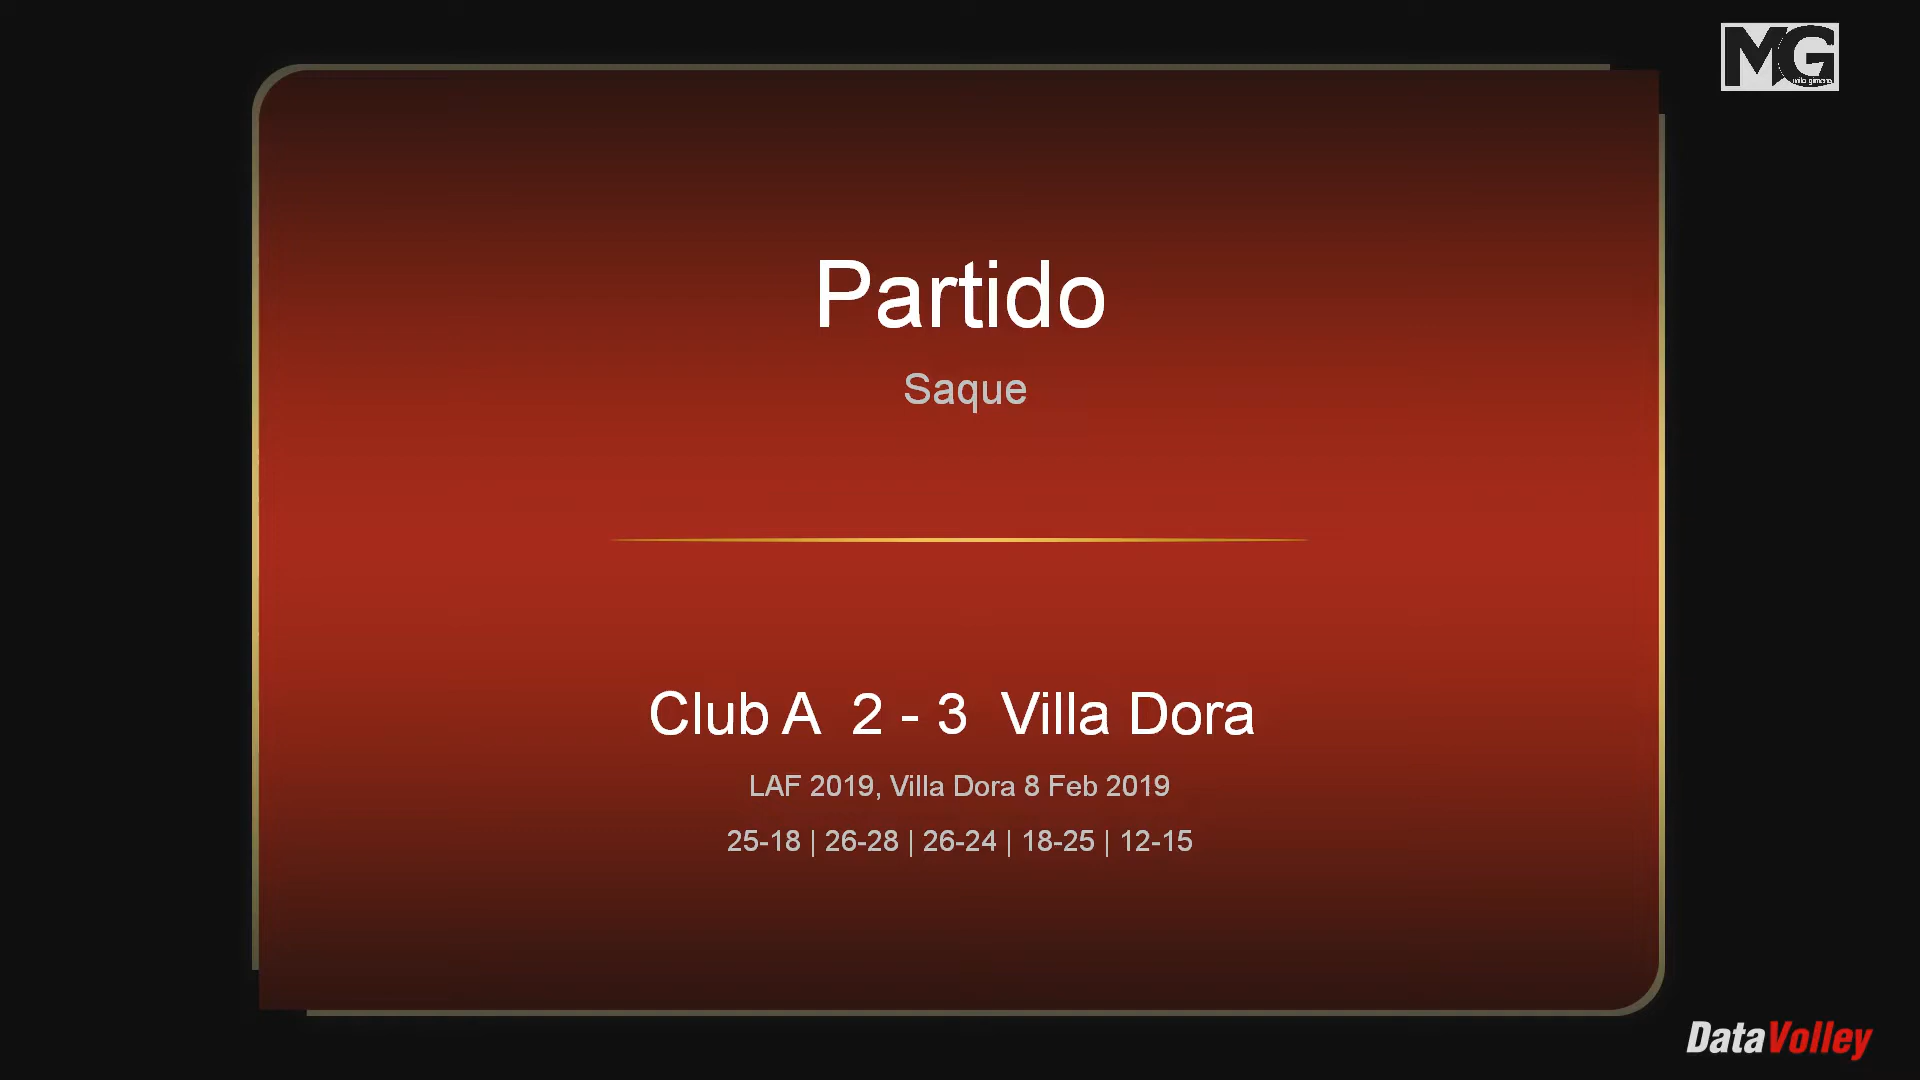 MG
Partido
Saque
Club A 2 - 3 Villa Dora
LAF 2019, Villa Dora 8 Feb 2019
25-18 | 26-28 | 26-24 | 18-25 | 12-15
DataVolley